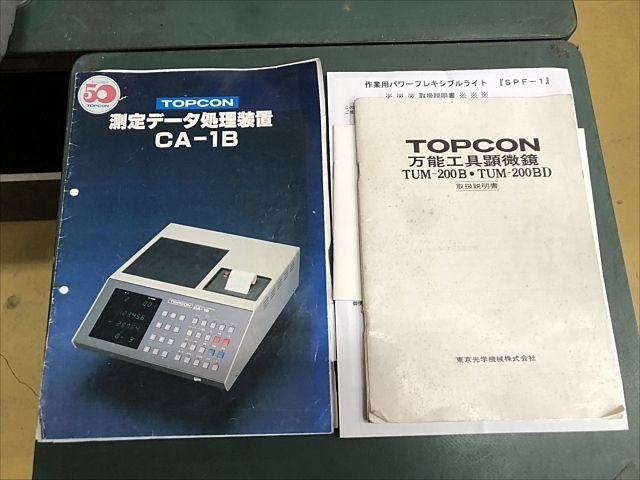 50
TOPCON
TOPCON
測定データ処理装置
CA-1B
TOPCON CA-1B
123456
作業用パワーフレキシブルライト 『SPF-1』
※ ※ ※ 取扱説明書 ※ ※ ※
TOPCON
万能工具顕微鏡
TUM-200B・TUM-200BD
取扱説明書
東京光学機械株式会社